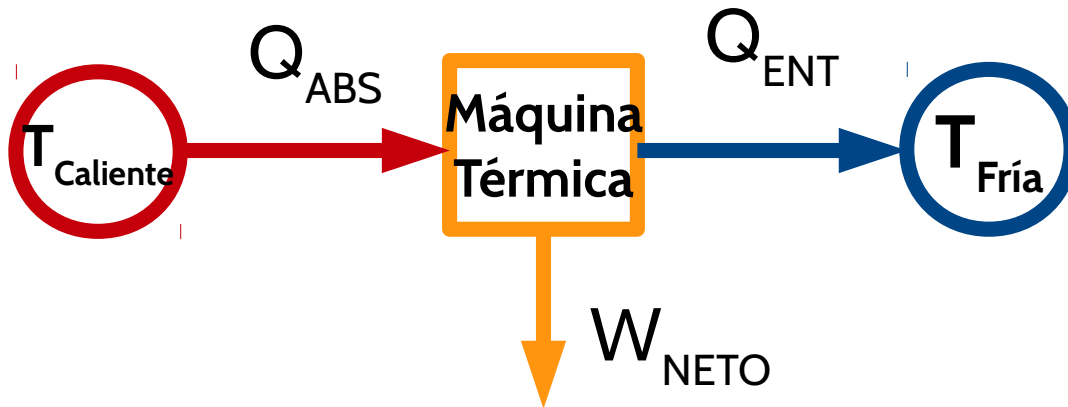 Q ABS
Q ENT
T Caliente
Máquina
Térmica
T Fría
W NETO